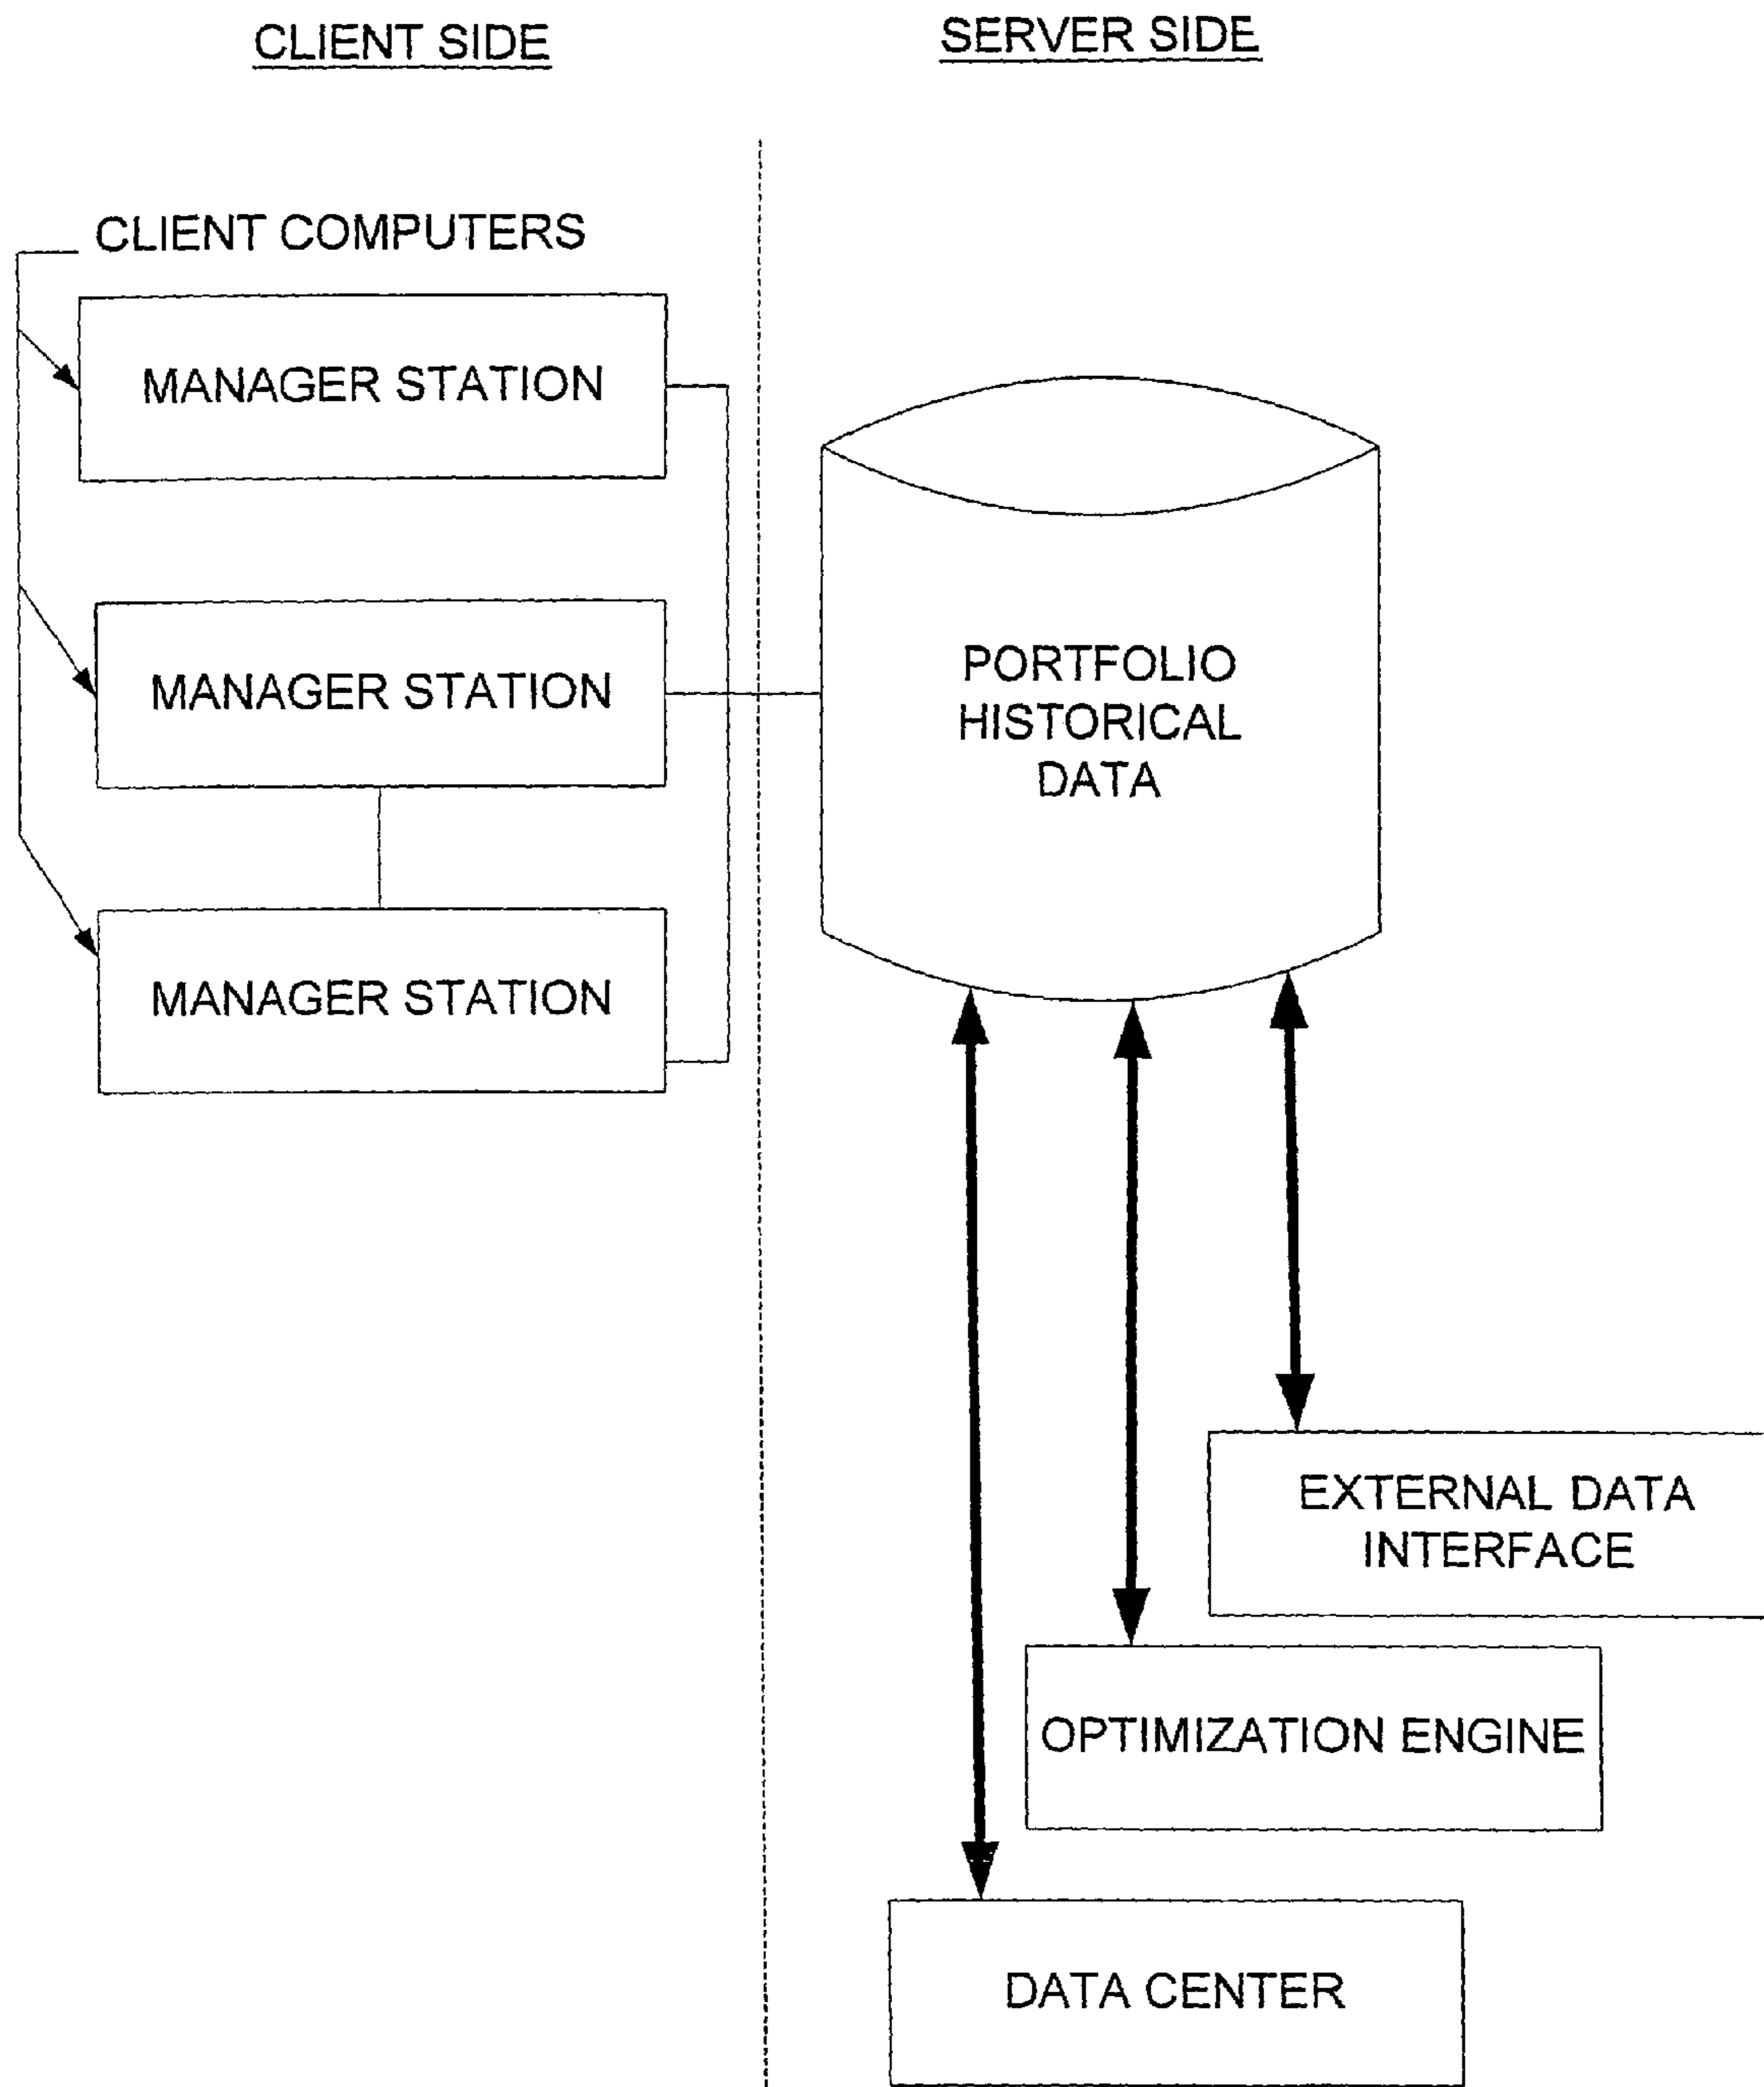 CLIENT SIDE
SERVER SIDE
CLIENT COMPUTERS
MANAGER STATION
MANAGER STATION
MANAGER STATION
PORTFOLIO
HISTORICAL
DATA
EXTERNAL DATA
INTERFACE
OPTIMIZATION ENGINE
DATA CENTER